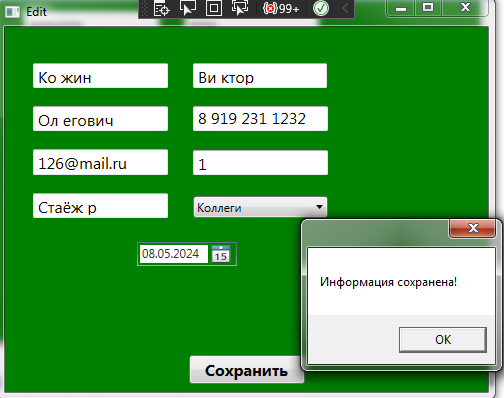 Edit
99+
Ко жин
Ви ктор
Ол егович
8 919 231 1232
126@mail.ru
1
Стаёж р
Коллеги
08.05.2024
15
Информация сохранена!
OK
Сохранить